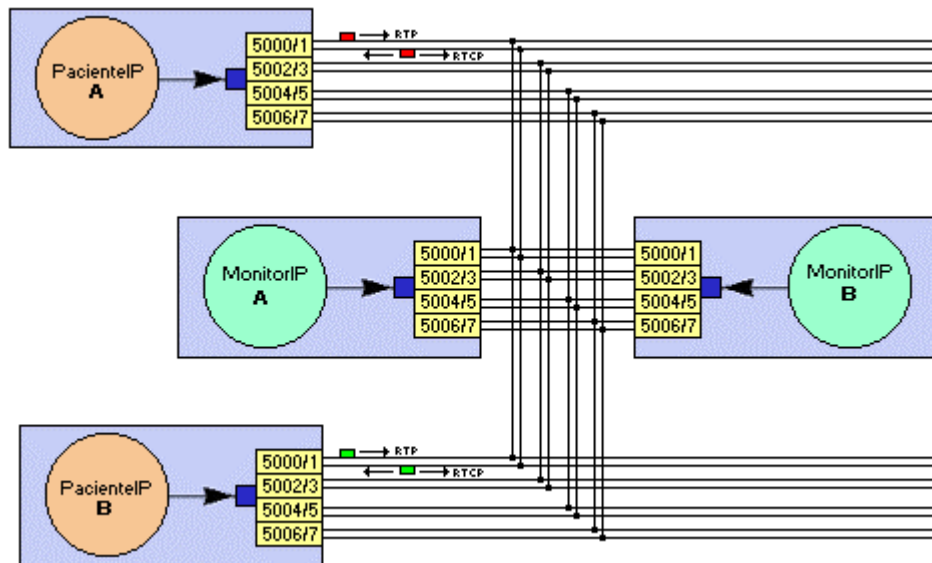 PacienteIP
A
5000/1
5002/3
5004/5
5006/7
RTP
RTCP
MonitorIP
A
5000/1
5002/3
5004/5
5006/7
5000/1
5002/3
5004/5
5006/7
MonitorIP
B
PacienteIP
B
5000/1
5002/3
5004/5
5006/7
RTP
RTCP